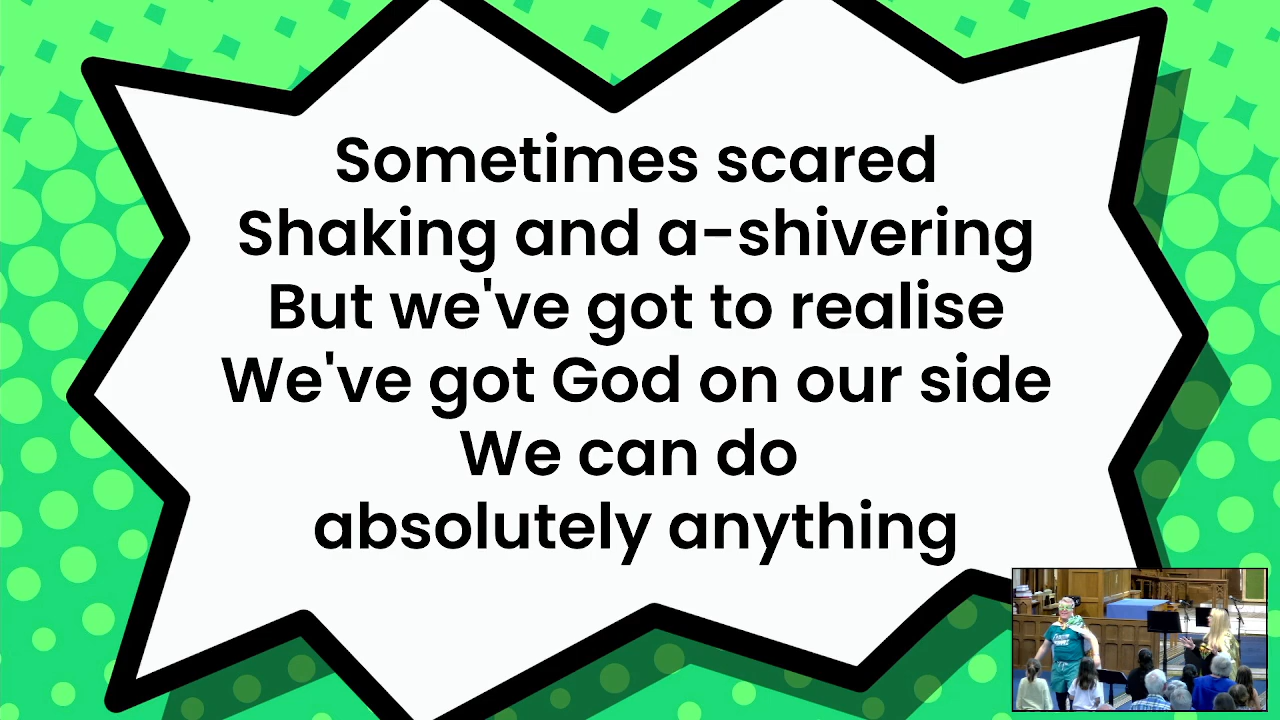 Sometimes scared
Shaking and a-shivering
But we've got to realise
We've got God on our side
We can do
absolutely anything